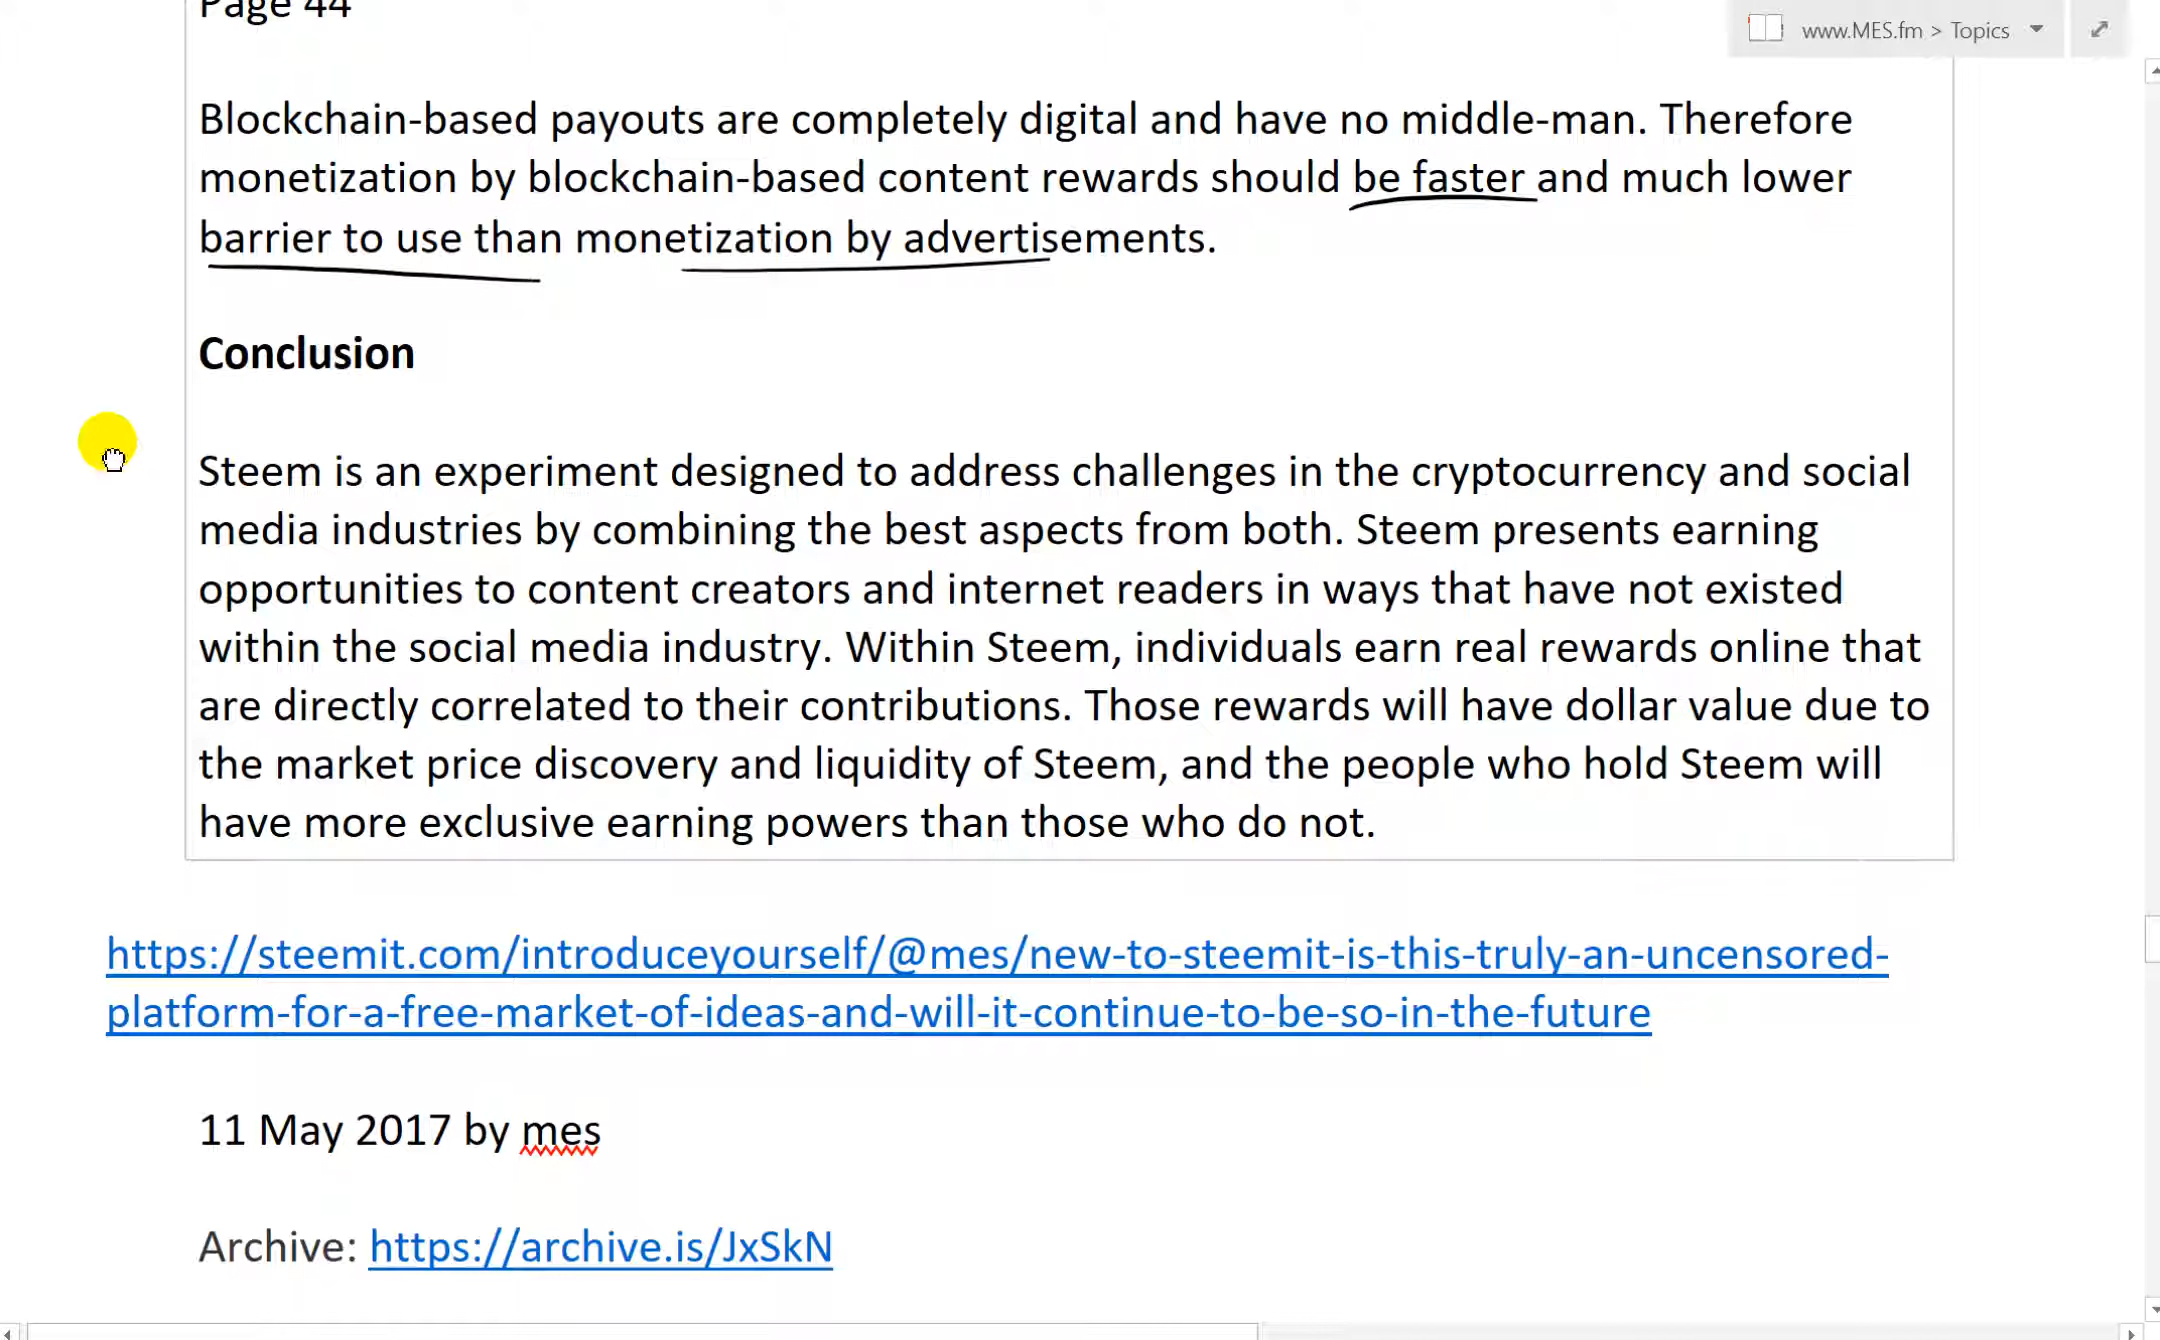 Page 44
www.MES.fm > Topics
Blockchain-based payouts are completely digital and have no middle-man. Therefore
monetization by blockchain-based content rewards should be faster and much lower
barrier to use than monetization by advertisements.
Conclusion
Steem is an experiment designed to address challenges in the cryptocurrency and social
media industries by combining the best aspects from both. Steem presents earning
opportunities to content creators and internet readers in ways that have not existed
within the social media industry. Within Steem, individuals earn real rewards online that
are directly correlated to their contributions. Those rewards will have dollar value due to
the market price discovery and liquidity of Steem, and the people who hold Steem will
have more exclusive earning powers than those who do not.
https://steemit.com/introduceyourself/@mes/new-to-steemit-is-this-truly-an-uncensored-
platform-for-a-free-market-of-ideas-and-will-it-continue-to-be-so-in-the-future
11 May 2017 by mes
Archive: https://archive.is/JxSkN